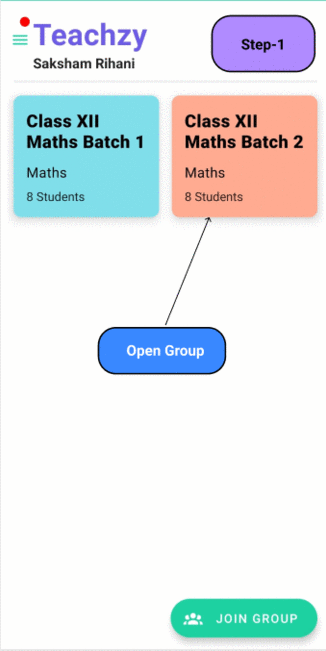 Teachzy
Step-1
Saksham Rihani
Class XII
Maths Batch 1
Maths
8 Students
Class XII
Maths Batch 2
Maths
8 Students
Open Group
JOIN GROUP